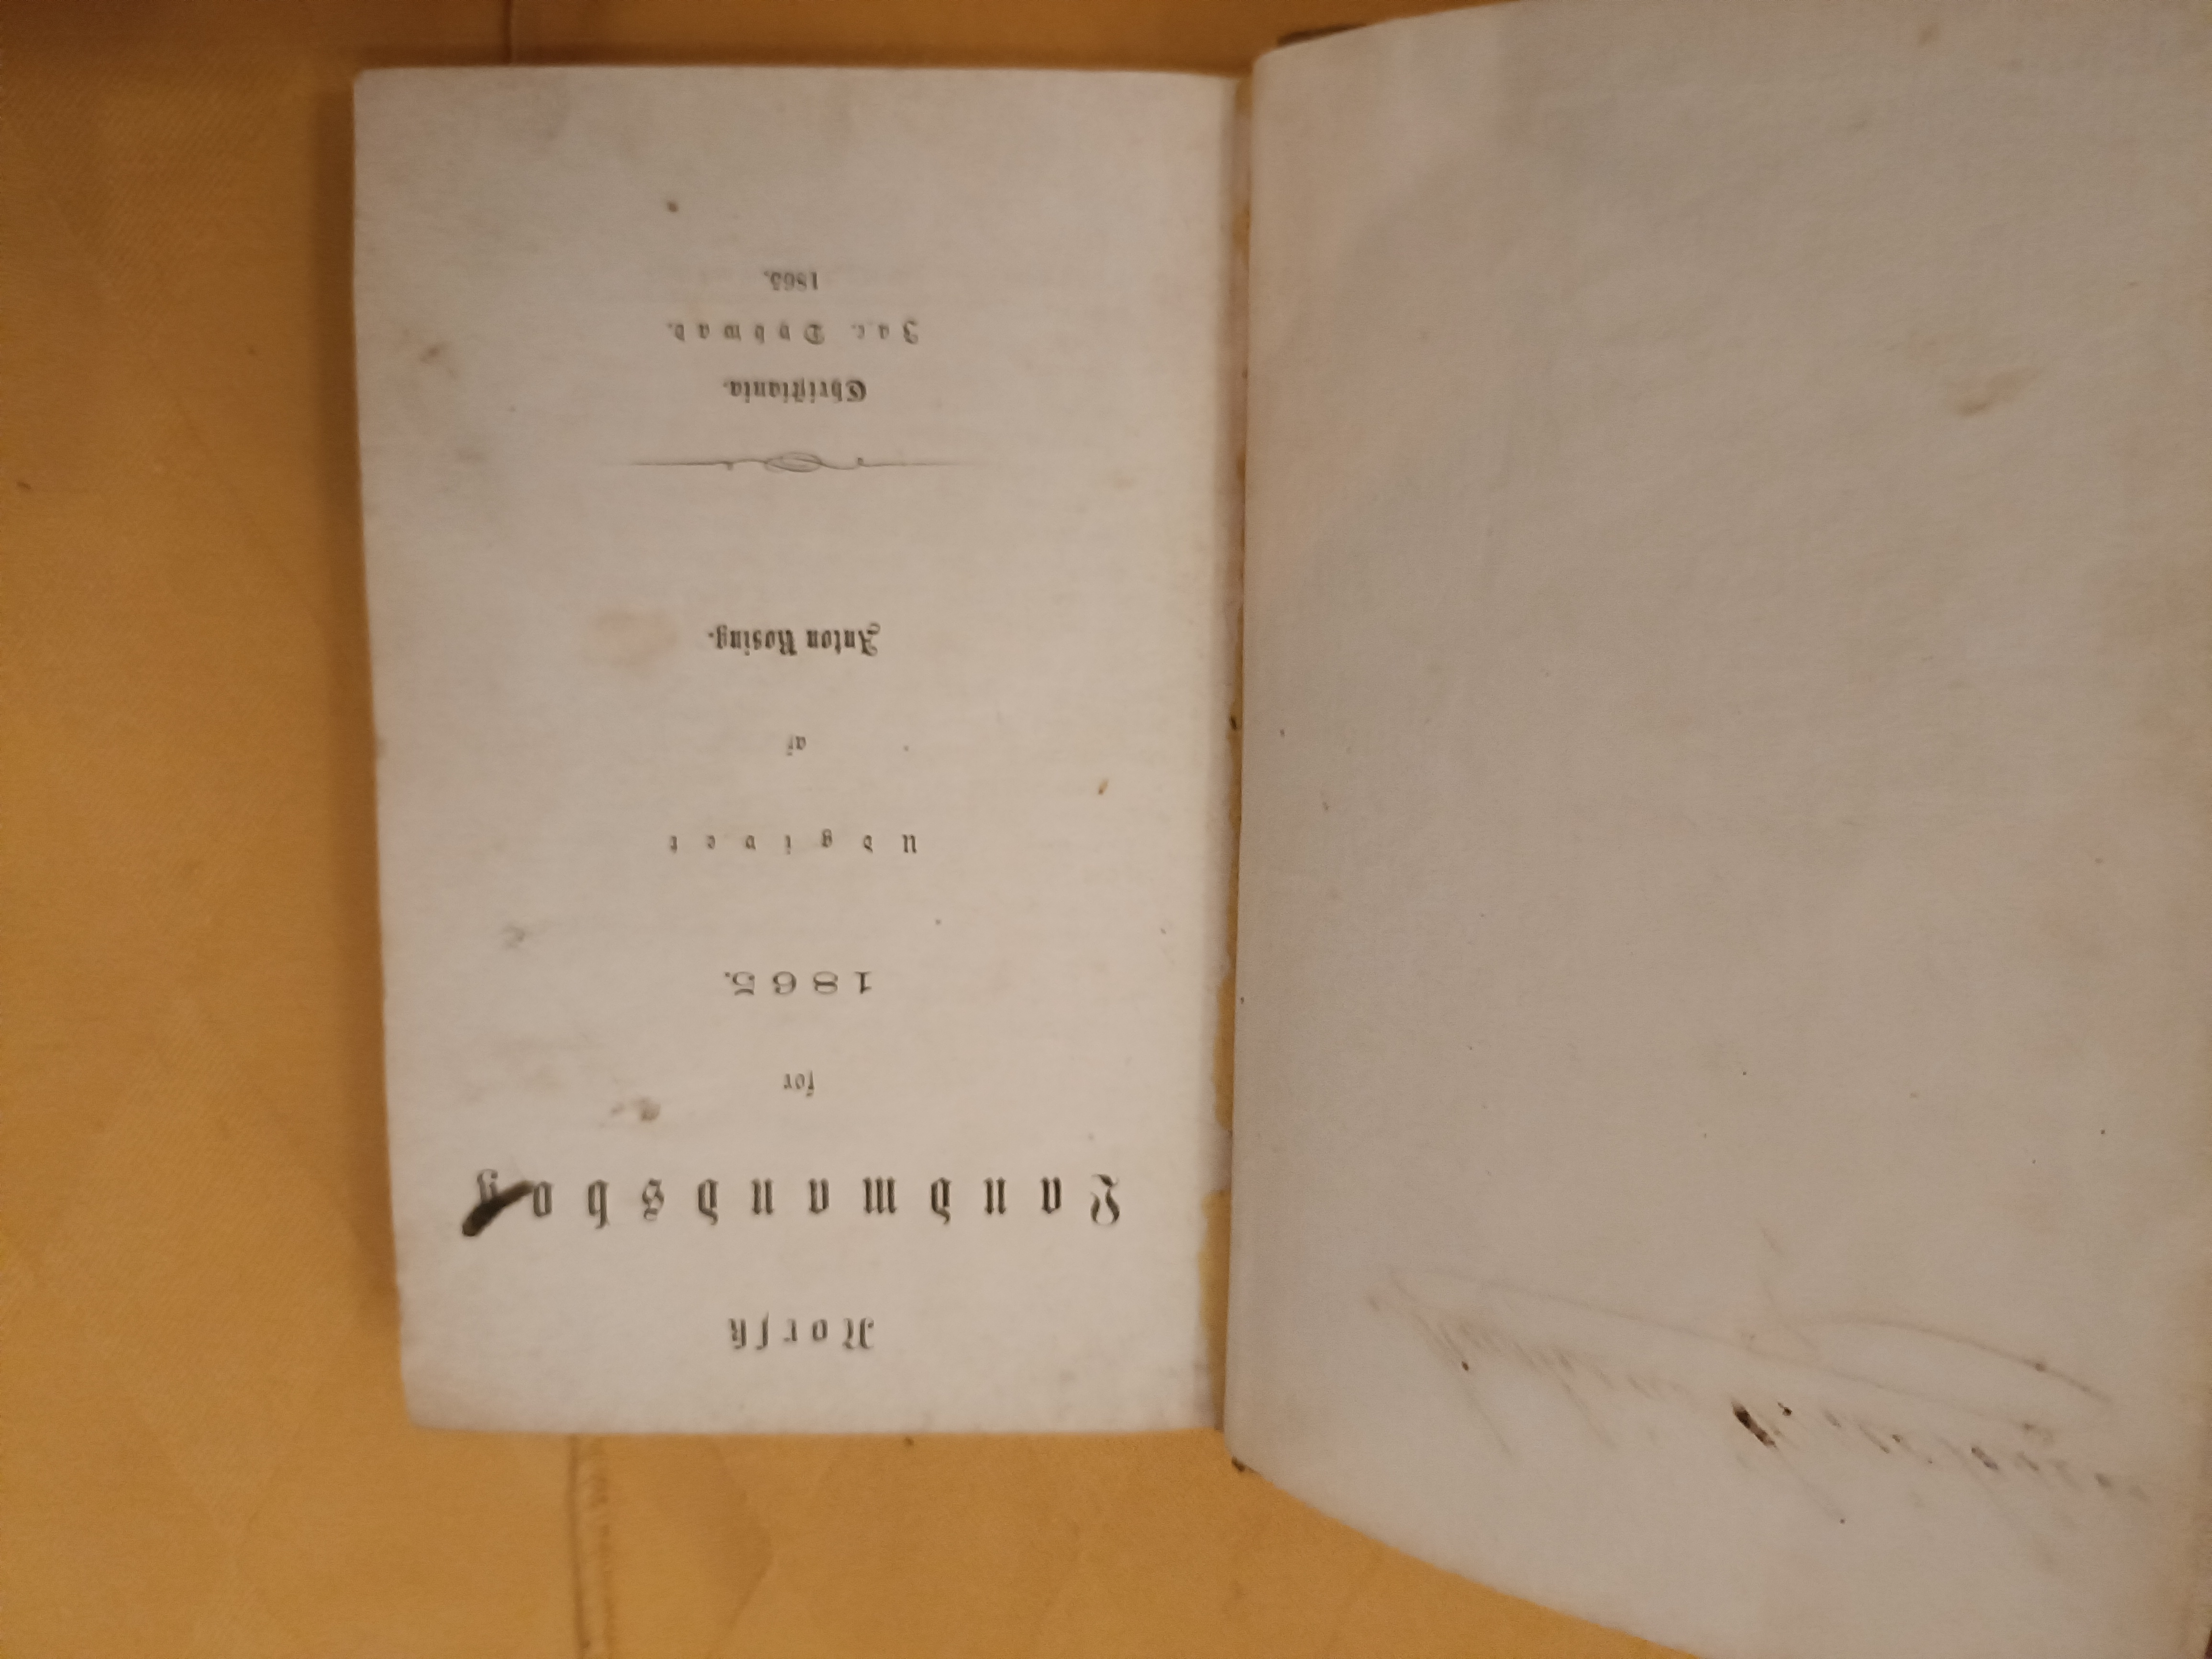 Norsk
Landmandsbog
for
1865.
Udgivet
af
Anton Rosing.
Christiania.
Jac. Dybwad.
1865.